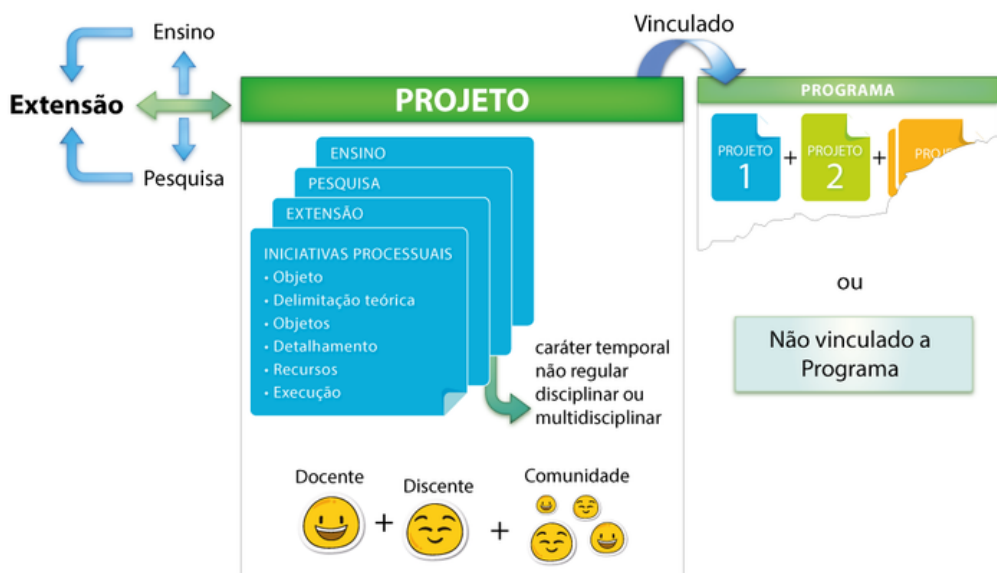 Ensino
Extensão
Pesquisa
Vinculado
PROJETO
ENSINO
PESQUISA
EXTENSÃO
INICIATIVAS PROCESSUAIS
• Objeto
• Delimitação teórica
• Objetos
• Detalhamento
• Recursos
• Execução
caráter temporal
não regular
disciplinar ou
multidisciplinar
Docente
+
Discente
+
Comunidade
PROGRAMA
PROJETO
1
+
PROJETO
2
+
ou
Não vinculado a
Programa